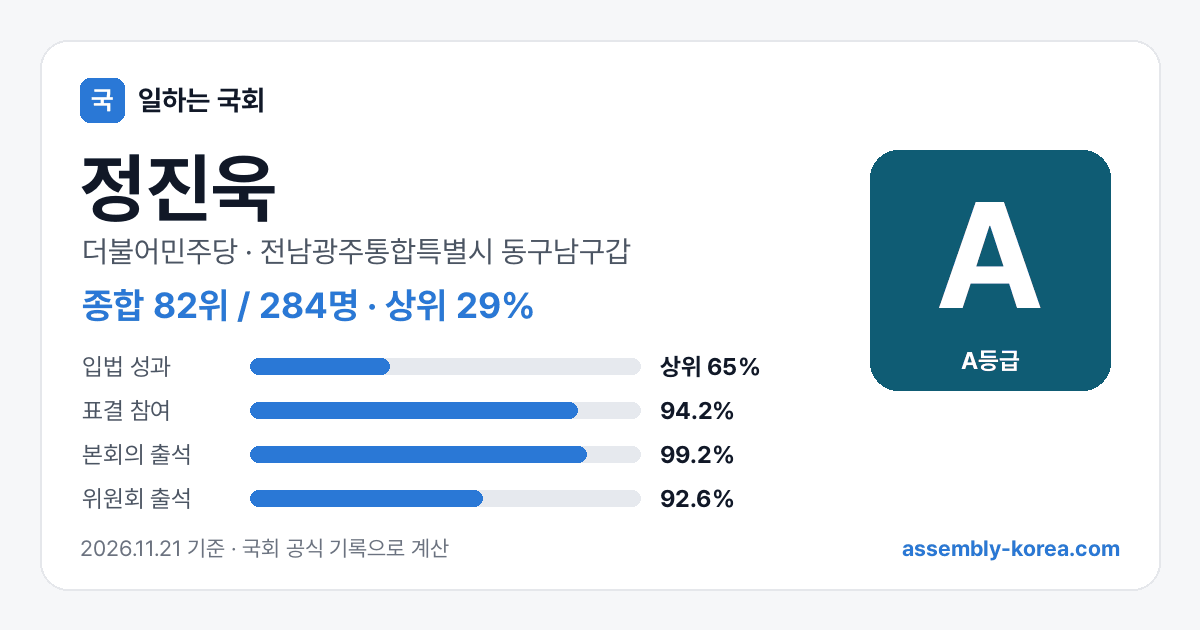 국 일하는 국회
정진욱
더불어민주당 · 전남광주통합특별시 동구남구갑
종합 82위 / 284명 · 상위 29%
A
A등급
입법 성과 상위 65%
표결 참여 94.2%
본회의 출석 99.2%
위원회 출석 92.6%
2026.11.21 기준 · 국회 공식 기록으로 계산
assembly-korea.com